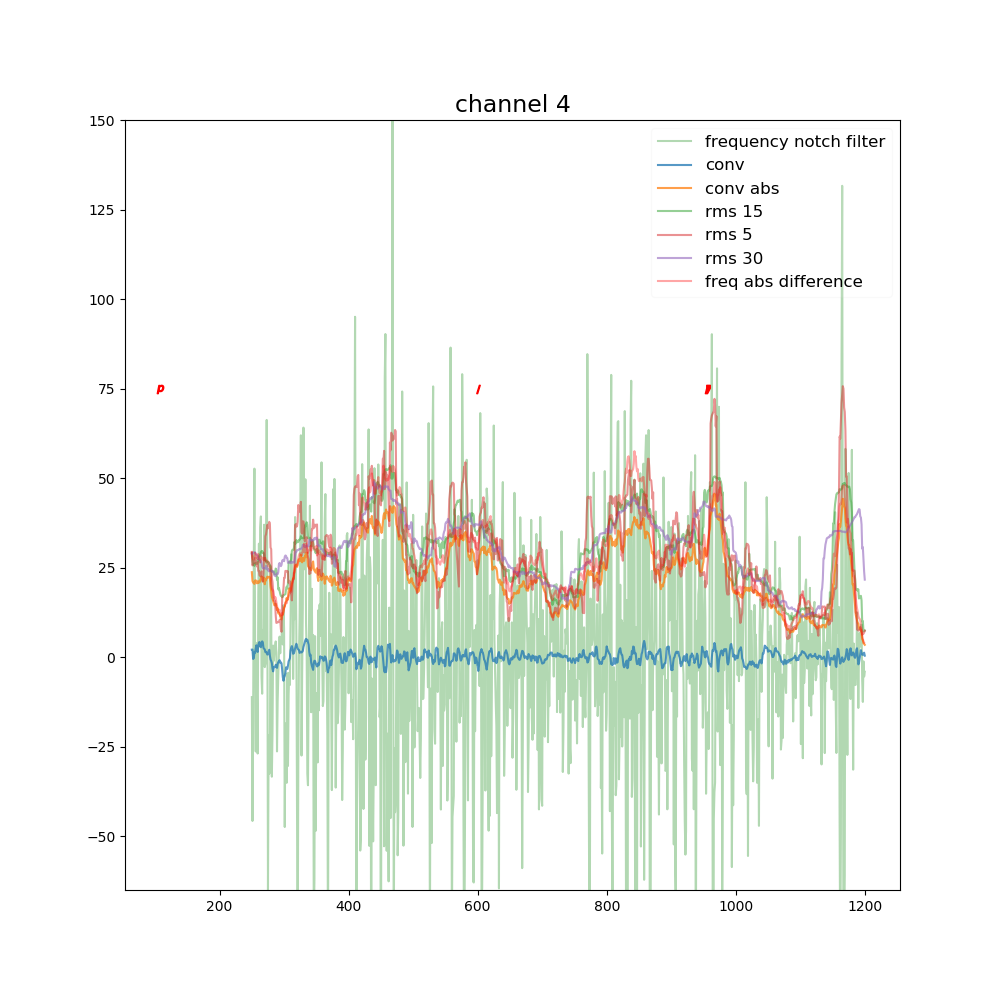 channel 4
150
125
100
75
50
25
0
−25
−50
200 400 600 800 1000 1200
frequency notch filter
conv
conv abs
rms 15
rms 5
rms 30
freq abs difference
p